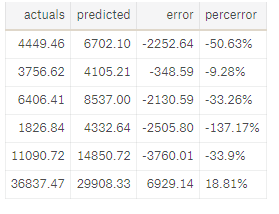 actuals predicted error percerror
4449.46 6702.10 -2252.64 -50.63%
3756.62 4105.21 -348.59 -9.28%
6406.41 8537.00 -2130.59 -33.26%
1826.84 4332.64 -2505.80 -137.17%
11090.72 14850.72 -3760.01 -33.9%
36837.47 29908.33 6929.14 18.81%